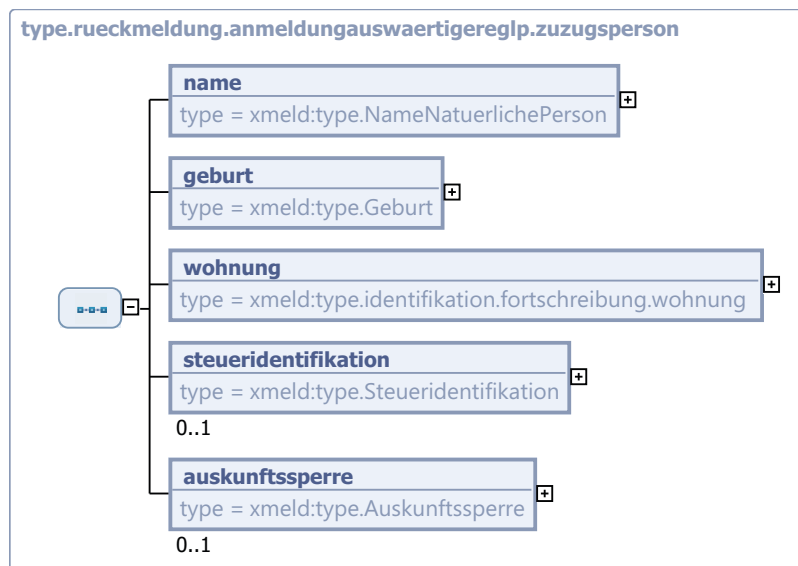 type.rueckmeldung.anmeldungauswaertigereglp.zuzugsperson
name
type = xmeld:type.NameNatuerlichePerson
geburt
type = xmeld:type.Geburt
wohnung
type = xmeld:type.identifikation.fortschreibung.wohnung
steueridentifikation
type = xmeld:type.Steueridentifikation
0..1
auskunftssperre
type = xmeld:type.Auskunftssperre
0..1